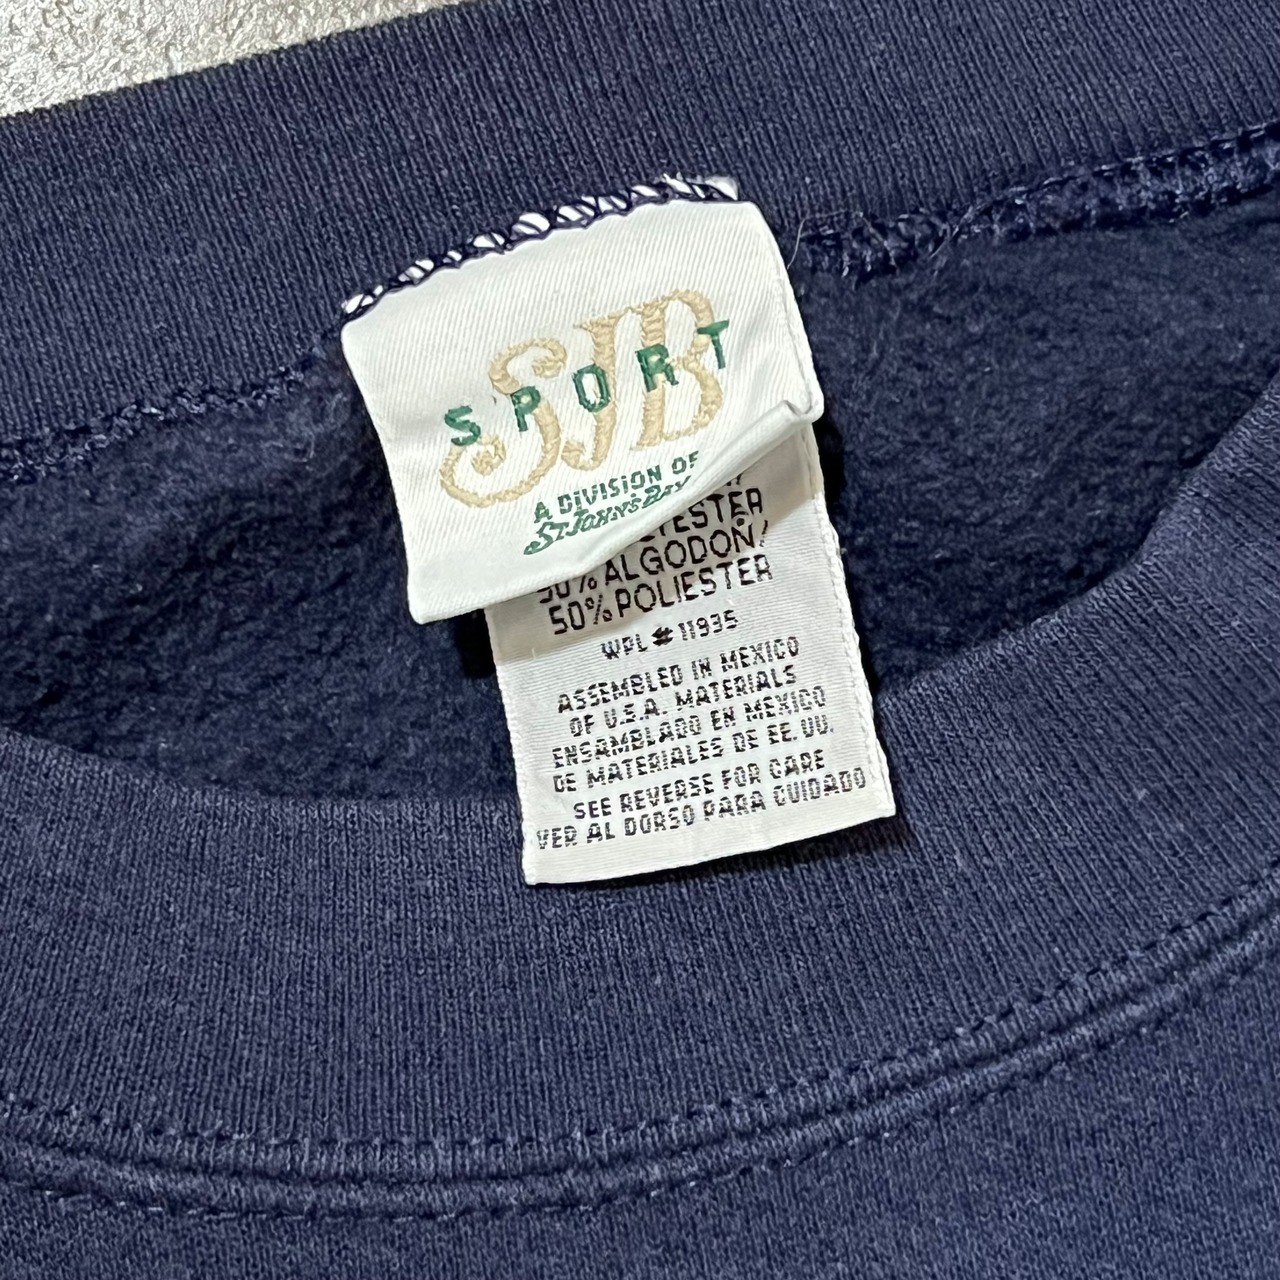 SJB
SPORT
A DIVISION OF
ST. JOHN'S BAY
50% ALGODON/
50% POLIESTER
WPL # 11935
ASSEMBLED IN MEXICO
OF U.S.A. MATERIALS
ENSAMBLADO EN MEXICO
DE MATERIALES DE EE. UU.
SEE REVERSE FOR CARE
VER AL DORSO PARA CUIDADO